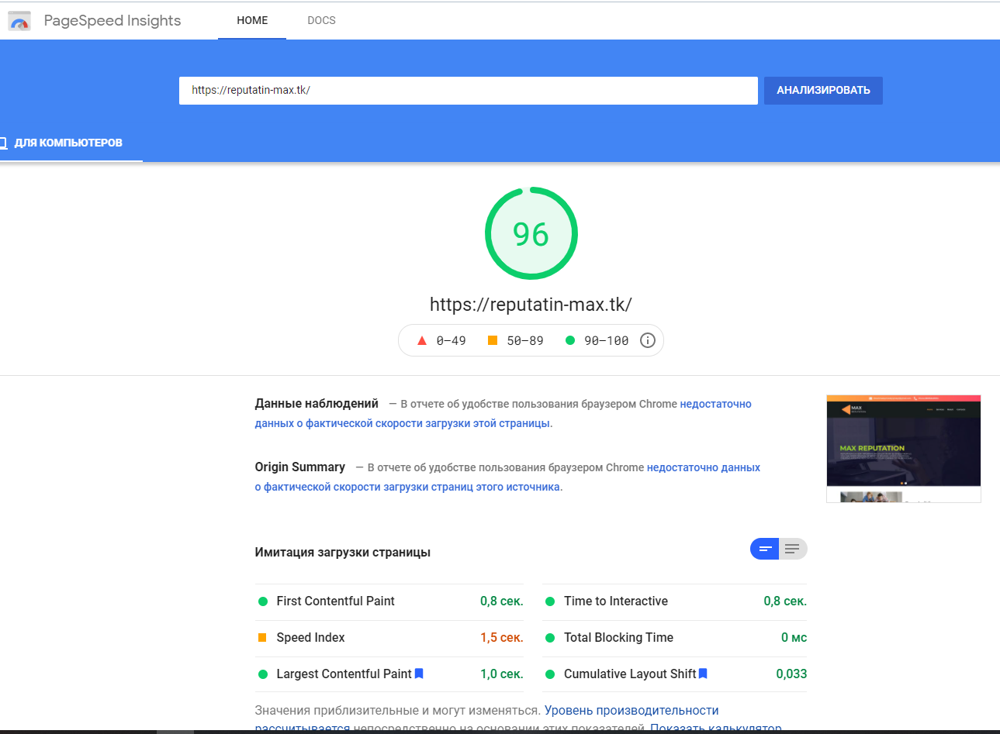 PageSpeed Insights
HOME
DOCS
https://reputatin-max.tk/
АНАЛИЗИРОВАТЬ
ДЛЯ КОМПЬЮТЕРОВ
96
https://reputatin-max.tk/
0–49
50–89
90–100
Данные наблюдений — В отчете об удобстве пользования браузером Chrome недостаточно
данных о фактической скорости загрузки этой страницы.
Origin Summary — В отчете об удобстве пользования браузером Chrome недостаточно данных
о фактической скорости загрузки страниц этого источника.
MAX
MAX REPUTATION
Имитация загрузки страницы
First Contentful Paint 0,8 сек.
Time to Interactive 0,8 сек.
Speed Index 1,5 сек.
Total Blocking Time 0 мс
Largest Contentful Paint 1,0 сек.
Cumulative Layout Shift 0,033
Значения приблизительные и могут изменяться. Уровень производительности
рассчитывается непосредственно на основании этих показателей. Показать калькулятор